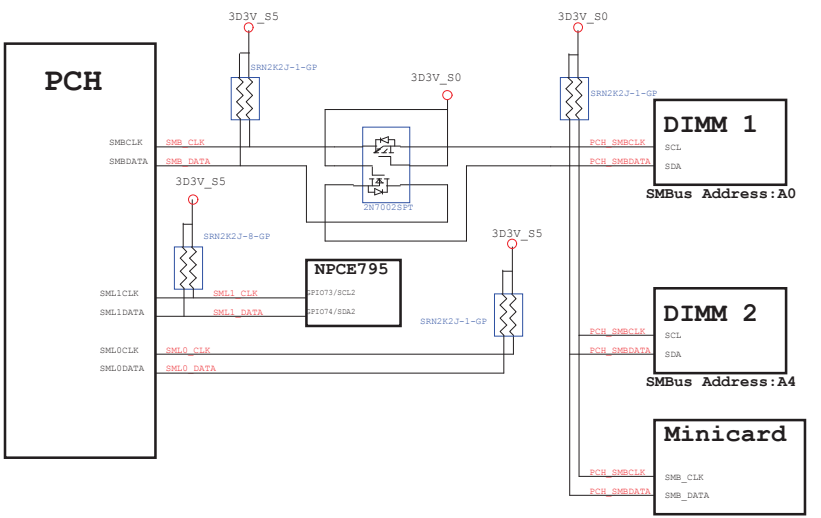 3D3V_S5
3D3V_S0
SRN2K2J-1-GP
3D3V_S0
SRN2K2J-1-GP
PCH
DIMM 1
SMBCLK
SMB_CLK
PCH_SMBCLK
SCL
SMBDATA
SMB_DATA
PCH_SMBDATA
SDA
3D3V_S5
SMBus Address:A0
2N7002SPT
SRN2K2J-8-GP
3D3V_S5
NPCE795
SML1CLK
SML1_CLK
GPIO73/SCL2
SML1DATA
SML1_DATA
GPIO74/SDA2
SRN2K2J-1-GP
DIMM 2
PCH_SMBCLK
SCL
SML0CLK
SML0_CLK
PCH_SMBDATA
SDA
SML0DATA
SML0_DATA
SMBus Address:A4
Minicard
PCH_SMBCLK
SMB_CLK
PCH_SMBDATA
SMB_DATA